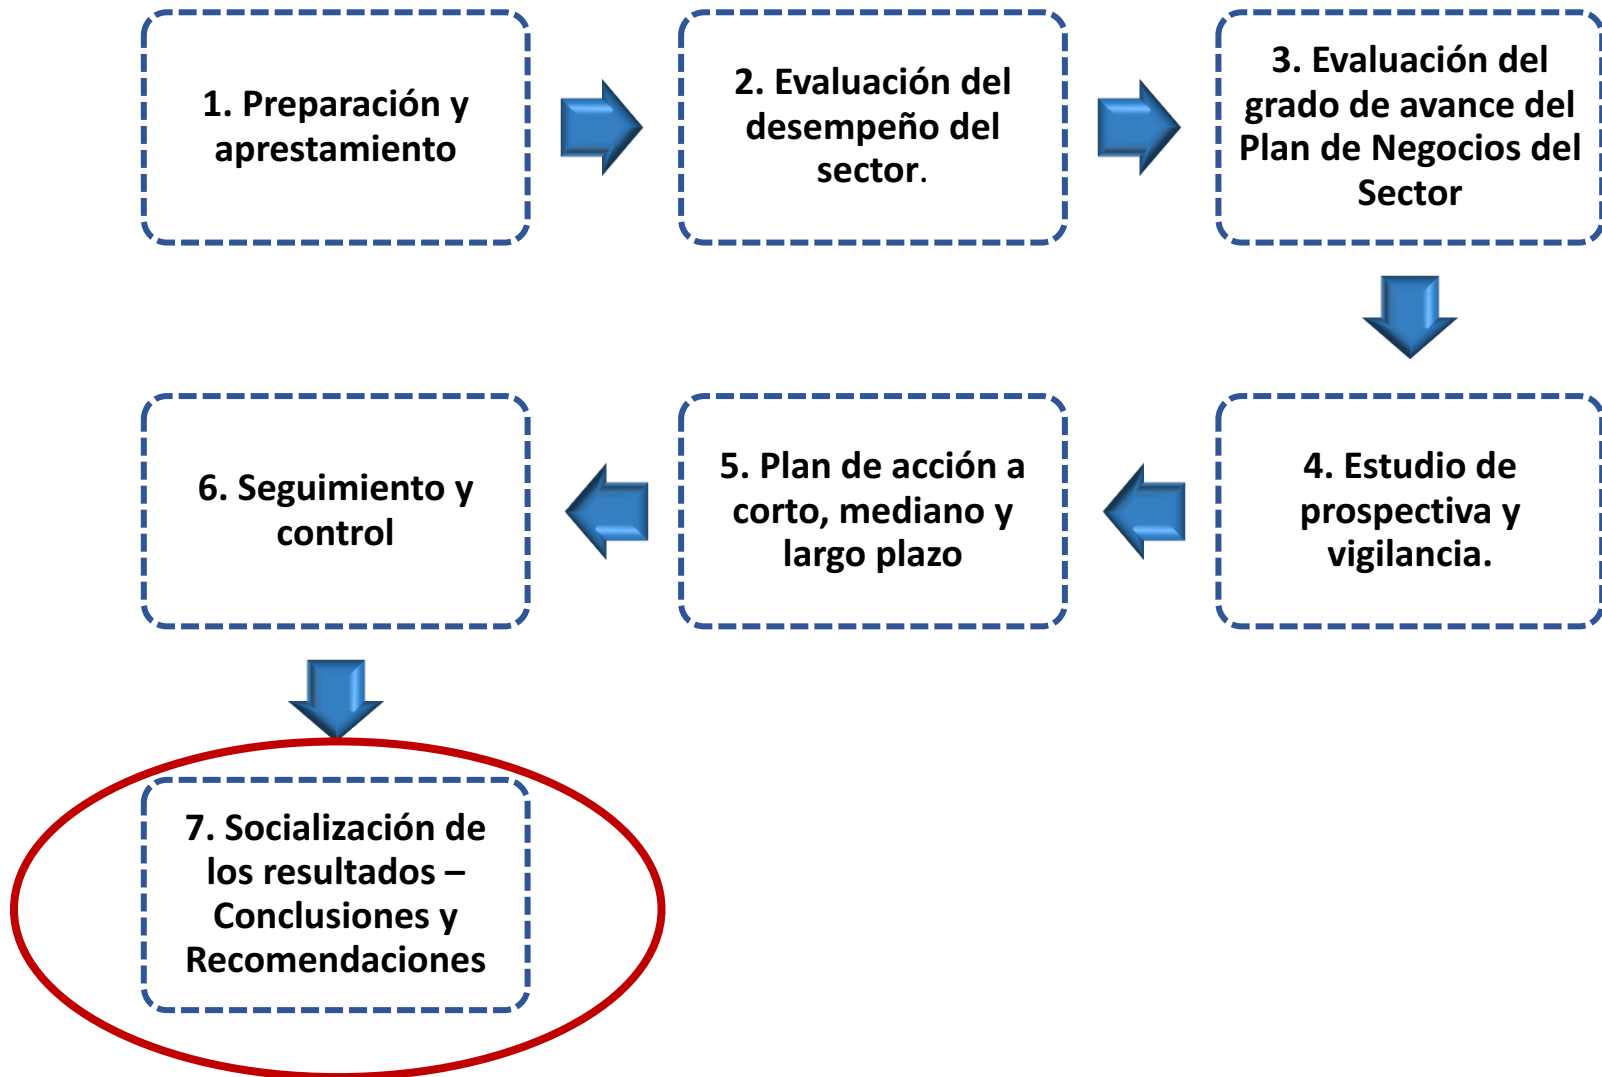 1. Preparación y
aprestamiento
2. Evaluación del
desempeño del
sector.
3. Evaluación del
grado de avance del
Plan de Negocios del
Sector
4. Estudio de
prospectiva y
vigilancia.
5. Plan de acción a
corto, mediano y
largo plazo
6. Seguimiento y
control
7. Socialización de
los resultados –
Conclusiones y
Recomendaciones